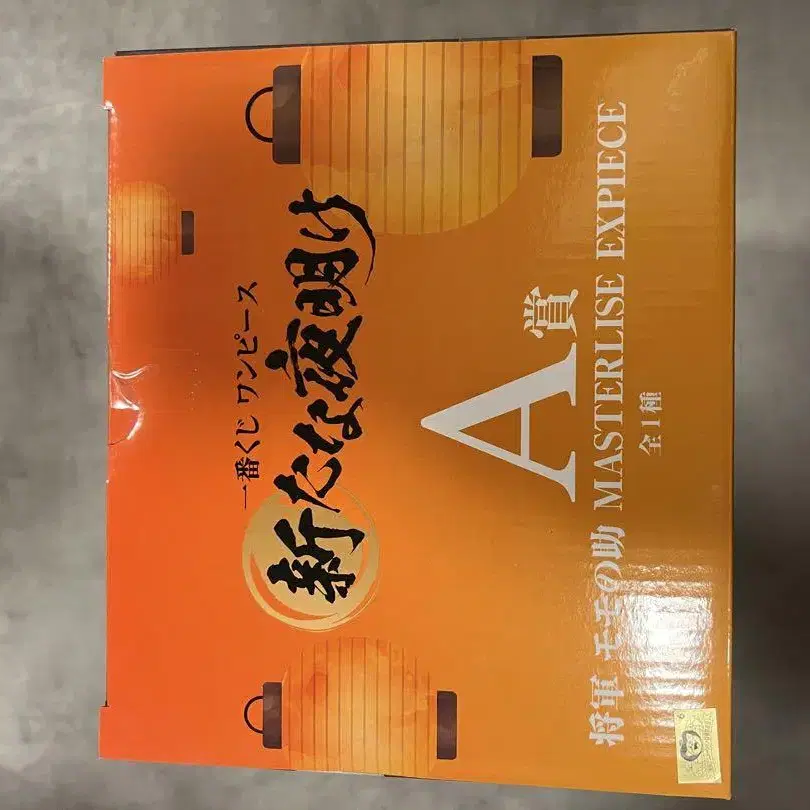 一番くじ ワンピース
新たな夜明け
A賞
将軍 モモの助 MASTERLISE EXPIECE
全1種